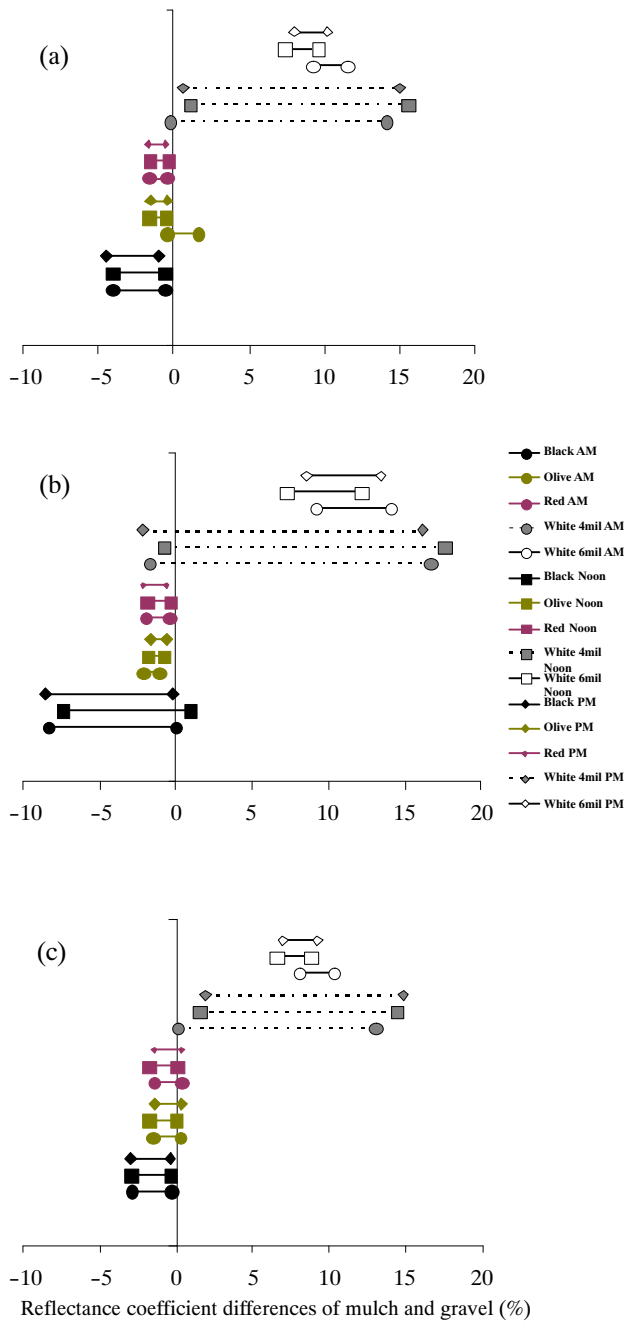 (a)
−10 −5 0 5 10 15 20
(b)
−10 −5 0 5 10 15 20
Black AM
Olive AM
Red AM
White 4mil AM
White 6mil AM
Black Noon
Olive Noon
Red Noon
White 4mil
Noon
White 6mil
Noon
Black PM
Olive PM
Red PM
White 4mil PM
White 6mil PM
(c)
−10 −5 0 5 10 15 20
Reflectance coefficient differences of mulch and gravel (%)